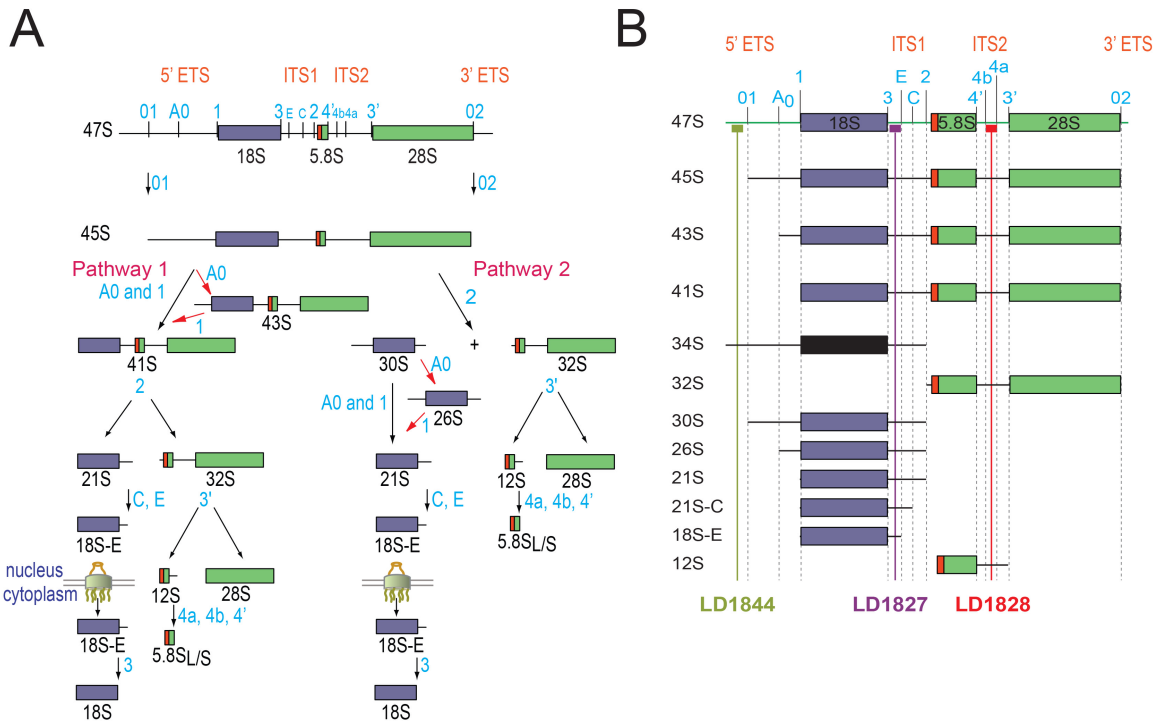 A
5' ETS ITS1 ITS2 3' ETS
01 A0 1 3 E C 2 4' 4b 4a 3' 02
47S
18S 5.8S 28S
01 02
45S
Pathway 1 Pathway 2
A0 and 1 A0 2
43S
1
41S 30S + 32S
2 A0 3'
A0 and 1
26S
1
21S 32S 21S 12S 28S
C, E 3' C, E 4a, 4b, 4'
18S-E 18S-E 5.8SL/S
nucleus
cytoplasm
12S 28S
4a, 4b, 4'
18S-E 5.8SL/S 18S-E
3 3
18S 18S
B
5' ETS ITS1 ITS2 3' ETS
01 A0 1 3 E C 2 4' 4b 4a 3' 02
47S 18S 5.8S 28S
45S
43S
41S
34S
32S
30S
26S
21S
21S-C
18S-E
12S
LD1844 LD1827 LD1828